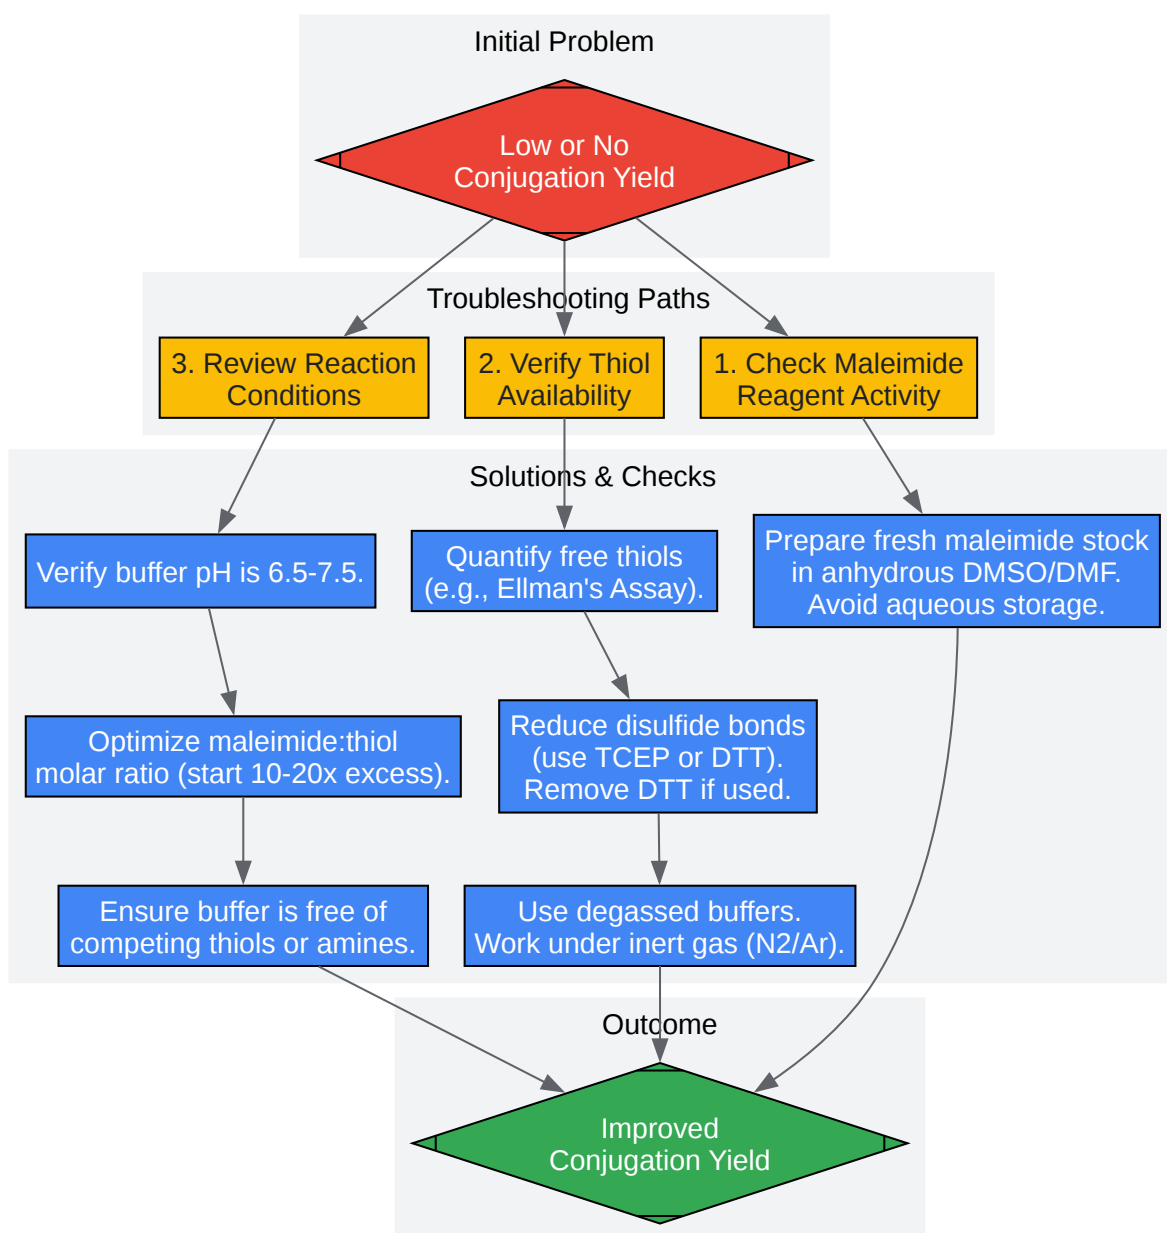 Initial Problem
Low or No
Conjugation Yield
Troubleshooting Paths
3. Review Reaction
Conditions
2. Verify Thiol
Availability
1. Check Maleimide
Reagent Activity
Solutions & Checks
Verify buffer pH is 6.5-7.5.
Quantify free thiols
(e.g., Ellman's Assay).
Prepare fresh maleimide stock
in anhydrous DMSO/DMF.
Avoid aqueous storage.
Optimize maleimide:thiol
molar ratio (start 10-20x excess).
Reduce disulfide bonds
(use TCEP or DTT).
Remove DTT if used.
Ensure buffer is free of
competing thiols or amines.
Use degassed buffers.
Work under inert gas (N2/Ar).
Outcome
Improved
Conjugation Yield